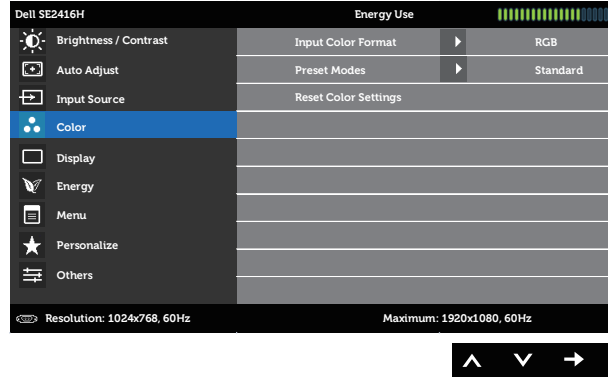 Dell SE2416H Energy Use
Brightness / Contrast Input Color Format RGB
Auto Adjust Preset Modes Standard
Input Source Reset Color Settings
Color
Display
Energy
Menu
Personalize
Others
Resolution: 1024x768, 60Hz Maximum: 1920x1080, 60Hz